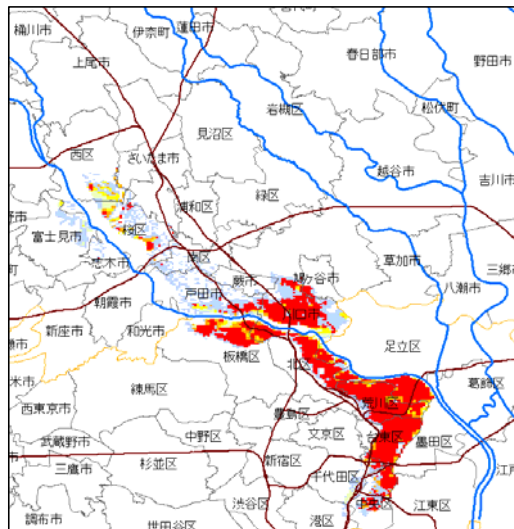 蓮田市
桶川市
伊奈町
春日部市
上尾市
野田市
岩槻区
松伏町
見沼区
西区
さいたま市
越谷市
吉川市
緑区
浦和区
桜区
富士見市
草加市
南区
志木市
鳩ヶ谷市
三郷市
蕨市
八潮市
戸田市
朝霞市
川口市
新座市
和光市
足立区
板橋区
北区
葛飾区
練馬区
荒川区
西東京市
豊島区
文京区
台東区
墨田区
中野区
武蔵野市
新宿区
杉並区
三鷹市
千代田区
渋谷区
中央区
江東区
港区
調布市
世田谷区